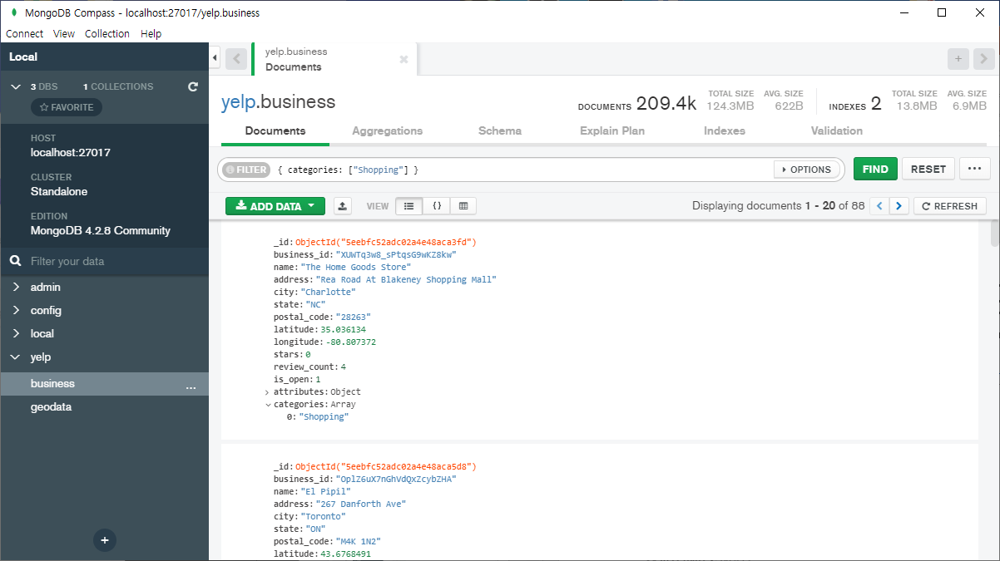 MongoDB Compass - localhost:27017/yelp.business
Connect View Collection Help
Local
3 DBS 1 COLLECTIONS
FAVORITE
HOST
localhost:27017
CLUSTER
Standalone
EDITION
MongoDB 4.2.8 Community
Filter your data
admin
config
local
yelp
business ...
geodata
+
yelp.business
Documents
+
yelp.business
DOCUMENTS 209.4k
TOTAL SIZE 124.3MB
AVG. SIZE 622B
INDEXES 2
TOTAL SIZE 13.8MB
AVG. SIZE 6.9MB
Documents Aggregations Schema Explain Plan Indexes Validation
FILTER { categories: ["Shopping"] } OPTIONS FIND RESET ...
ADD DATA VIEW {} Displaying documents 1 - 20 of 88 < > REFRESH
_id: ObjectId("5eebfc52adc02a4e48aca3fd")
business_id: "XUWTq3w8_sPtqsG9wKZ8kw"
name: "The Home Goods Store"
address: "Rea Road At Blakeney Shopping Mall"
city: "Charlotte"
state: "NC"
postal_code: "28263"
latitude: 35.036134
longitude: -80.807372
stars: 0
review_count: 4
is_open: 1
attributes: Object
categories: Array
0: "Shopping"
_id: ObjectId("5eebfc52adc02a4e48aca5d8")
business_id: "OplZ6uX7nGhVdQxZcybZHA"
name: "El Pipil"
address: "267 Danforth Ave"
city: "Toronto"
state: "ON"
postal_code: "M4K 1N2"
latitude: 43.6768491